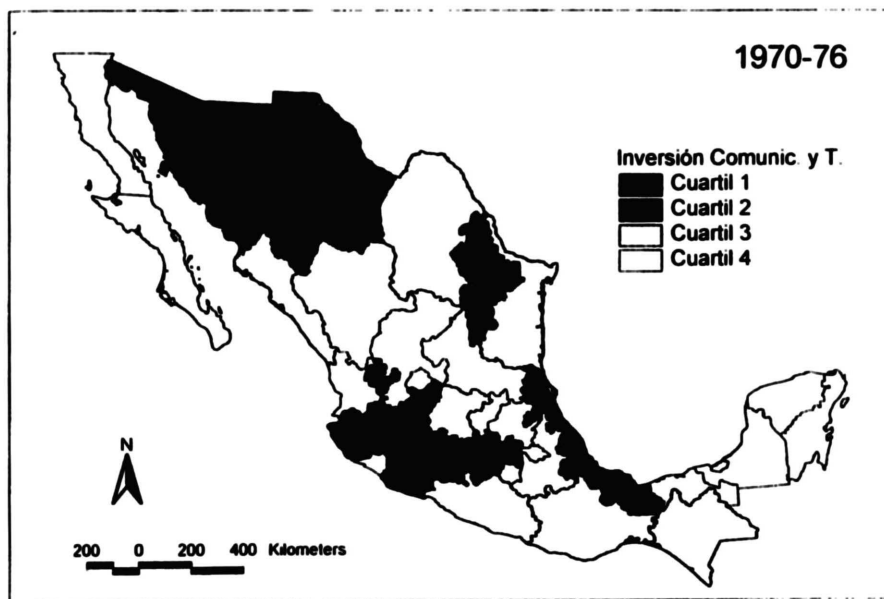 1970-76
Inversión Comunic. y T.
Cuartil 1
Cuartil 2
Cuartil 3
Cuartil 4
N
200 0 200 400 Kilometers